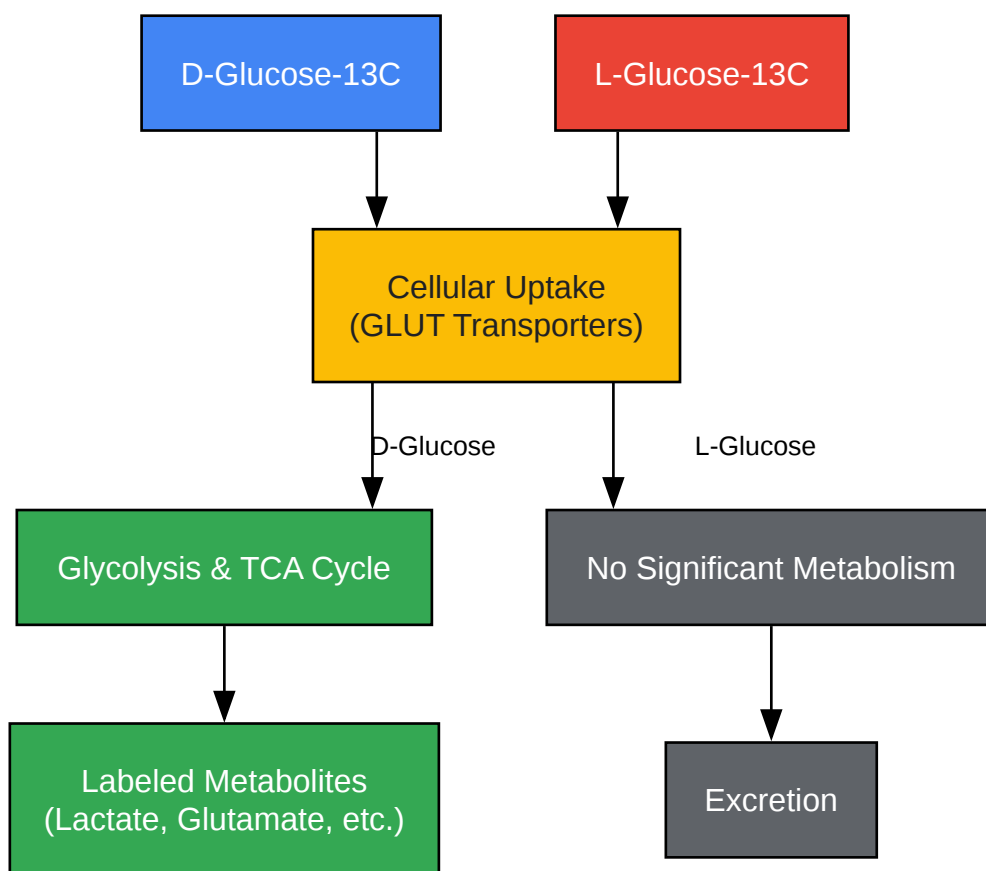 D-Glucose-13C
L-Glucose-13C
Cellular Uptake
(GLUT Transporters)
D-Glucose
L-Glucose
Glycolysis & TCA Cycle
No Significant Metabolism
Labeled Metabolites
(Lactate, Glutamate, etc.)
Excretion